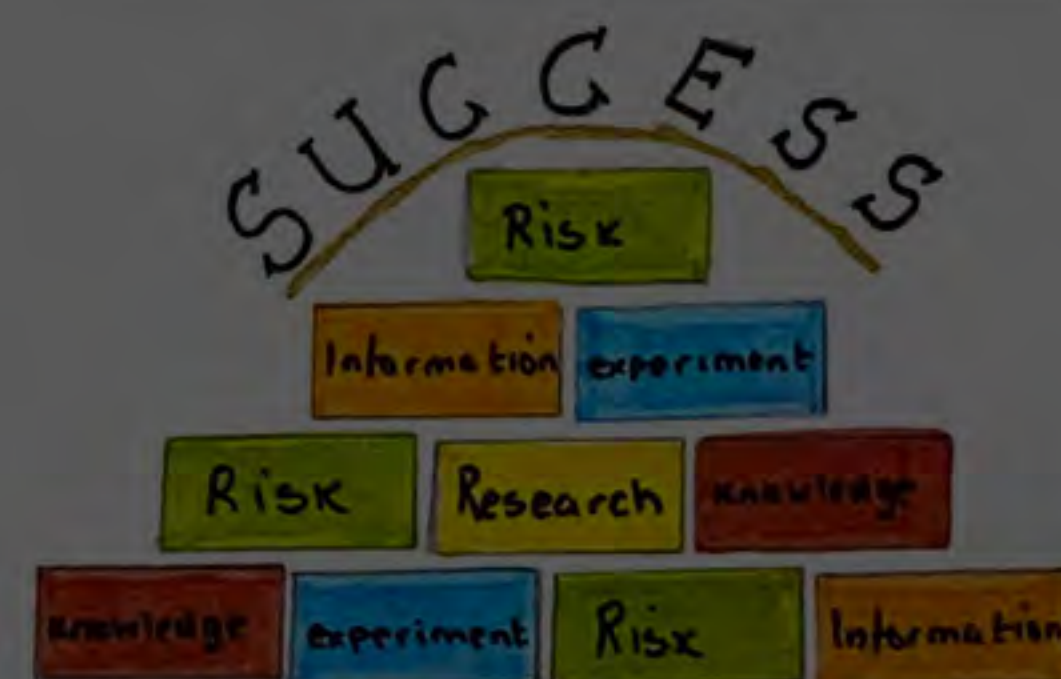 SUCCESS
Risk
Information experiment
Risk Research knowledge
knowledge experiment Risk Information